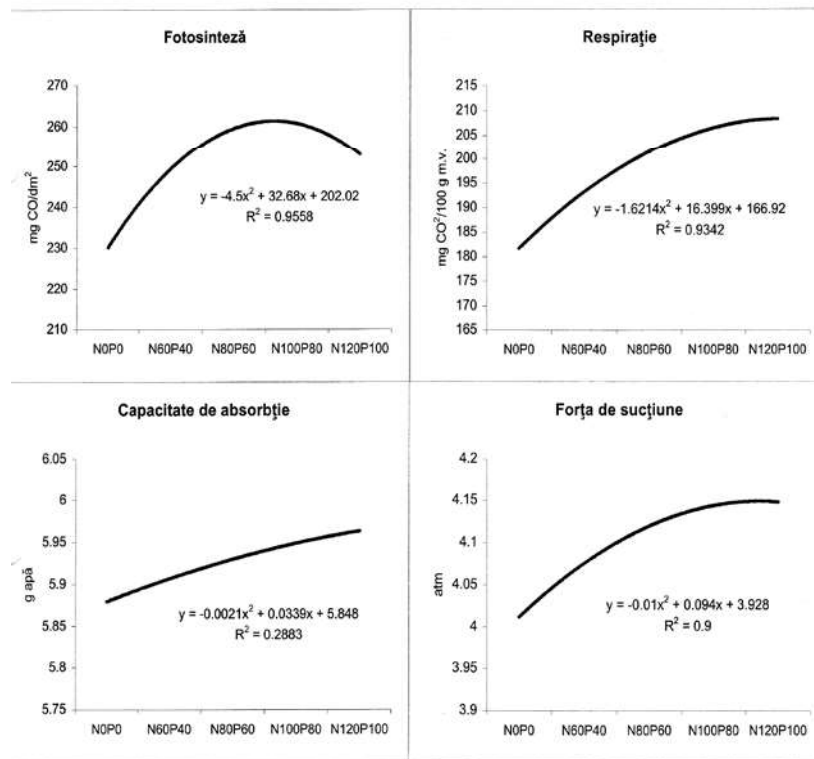 Fotosinteză
270
260
250
240
230
220
210
mg CO/dm²
y = -4.5x² + 32.68x + 202.02
R² = 0.9558
N0P0 N60P40 N80P60 N100P80 N120P100
Respiraţie
215
210
205
200
195
190
185
180
175
170
165
mg CO²/100 g m.v.
y = -1.6214x² + 16.399x + 166.92
R² = 0.9342
N0P0 N60P40 N80P60 N100P80 N120P100
Capacitate de absorbţie
6.05
6
5.95
5.9
5.85
5.8
5.75
g apă
y = -0.0021x² + 0.0339x + 5.848
R² = 0.2883
N0P0 N60P40 N80P60 N100P80 N120P100
Forţa de sucţiune
4.2
4.15
4.1
4.05
4
3.95
3.9
atm
y = -0.01x² + 0.094x + 3.928
R² = 0.9
N0P0 N60P40 N80P60 N100P80 N120P100